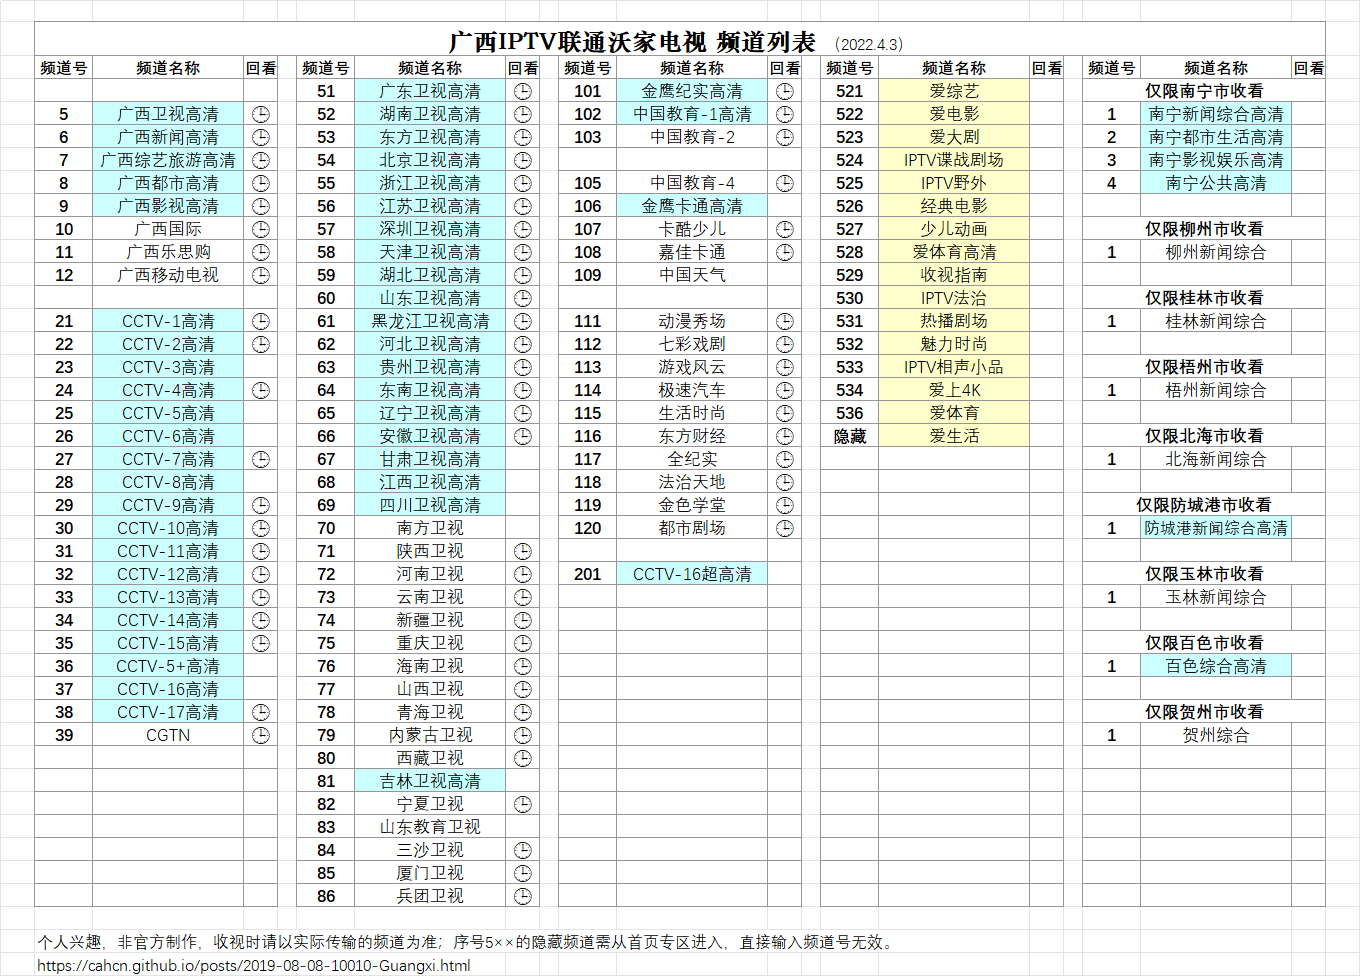 广西IPTV联通沃家电视 频道列表 （2022.4.3）
频道号 频道名称 回看 频道号 频道名称 回看 频道号 频道名称 回看 频道号 频道名称 回看 频道号 频道名称 回看
51 广东卫视高清 101 金鹰纪实高清 521 爱综艺 仅限南宁市收看
5 广西卫视高清 52 湖南卫视高清 102 中国教育-1高清 522 爱电影 1 南宁新闻综合高清
6 广西新闻高清 53 东方卫视高清 103 中国教育-2 523 爱大剧 2 南宁都市生活高清
7 广西综艺旅游高清 54 北京卫视高清 524 IPTV谍战剧场 3 南宁影视娱乐高清
8 广西都市高清 55 浙江卫视高清 105 中国教育-4 525 IPTV野外 4 南宁公共高清
9 广西影视高清 56 江苏卫视高清 106 金鹰卡通高清 526 经典电影
10 广西国际 57 深圳卫视高清 107 卡酷少儿 527 少儿动画 仅限柳州市收看
11 广西乐思购 58 天津卫视高清 108 嘉佳卡通 528 爱体育高清 1 柳州新闻综合
12 广西移动电视 59 湖北卫视高清 109 中国天气 529 收视指南
60 山东卫视高清 530 IPTV法治 仅限桂林市收看
21 CCTV-1高清 61 黑龙江卫视高清 111 动漫秀场 531 热播剧场 1 桂林新闻综合
22 CCTV-2高清 62 河北卫视高清 112 七彩戏剧 532 魅力时尚
23 CCTV-3高清 63 贵州卫视高清 113 游戏风云 533 IPTV相声小品 仅限梧州市收看
24 CCTV-4高清 64 东南卫视高清 114 极速汽车 534 爱上4K 1 梧州新闻综合
25 CCTV-5高清 65 辽宁卫视高清 115 生活时尚 536 爱体育
26 CCTV-6高清 66 安徽卫视高清 116 东方财经 隐藏 爱生活 仅限北海市收看
27 CCTV-7高清 67 甘肃卫视高清 117 全纪实 1 北海新闻综合
28 CCTV-8高清 68 江西卫视高清 118 法治天地
29 CCTV-9高清 69 四川卫视高清 119 金色学堂 仅限防城港市收看
30 CCTV-10高清 70 南方卫视 120 都市剧场 1 防城港新闻综合高清
31 CCTV-11高清 71 陕西卫视
32 CCTV-12高清 72 河南卫视 201 CCTV-16超高清 仅限玉林市收看
33 CCTV-13高清 73 云南卫视 1 玉林新闻综合
34 CCTV-14高清 74 新疆卫视
35 CCTV-15高清 75 重庆卫视 仅限百色市收看
36 CCTV-5+高清 76 海南卫视 1 百色综合高清
37 CCTV-16高清 77 山西卫视
38 CCTV-17高清 78 青海卫视 仅限贺州市收看
39 CGTN 79 内蒙古卫视 1 贺州综合
80 西藏卫视
81 吉林卫视高清
82 宁夏卫视
83 山东教育卫视
84 三沙卫视
85 厦门卫视
86 兵团卫视
个人兴趣，非官方制作，收视时请以实际传输的频道为准；序号5××的隐藏频道需从首页专区进入，直接输入频道号无效。
https://cahcn.github.io/posts/2019-08-08-10010-Guangxi.html